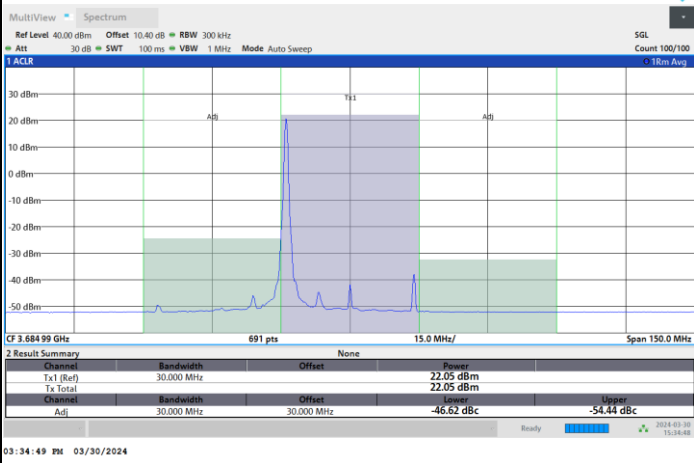 MultiView Spectrum
Ref Level 40.00 dBm Offset 10.40 dB RBW 300 kHz SGL
Att 30 dB SWT 100 ms VBW 1 MHz Mode Auto Sweep Count 100/100
1 ACLR 1Rm Avg
30 dBm
Tx1
20 dBm
Adj Adj
10 dBm
0 dBm
-10 dBm
-20 dBm
-30 dBm
-40 dBm
-50 dBm
CF 3.684 99 GHz 691 pts 15.0 MHz/ Span 150.0 MHz
2 Result Summary None
Channel Bandwidth Offset Power
Tx1 (Ref) 30.000 MHz 22.05 dBm
Tx Total 22.05 dBm
Channel Bandwidth Offset Lower Upper
Adj 30.000 MHz 30.000 MHz -46.62 dBc -54.44 dBc
Ready 2024-03-30
15:34:48
03:34:49 PM 03/30/2024